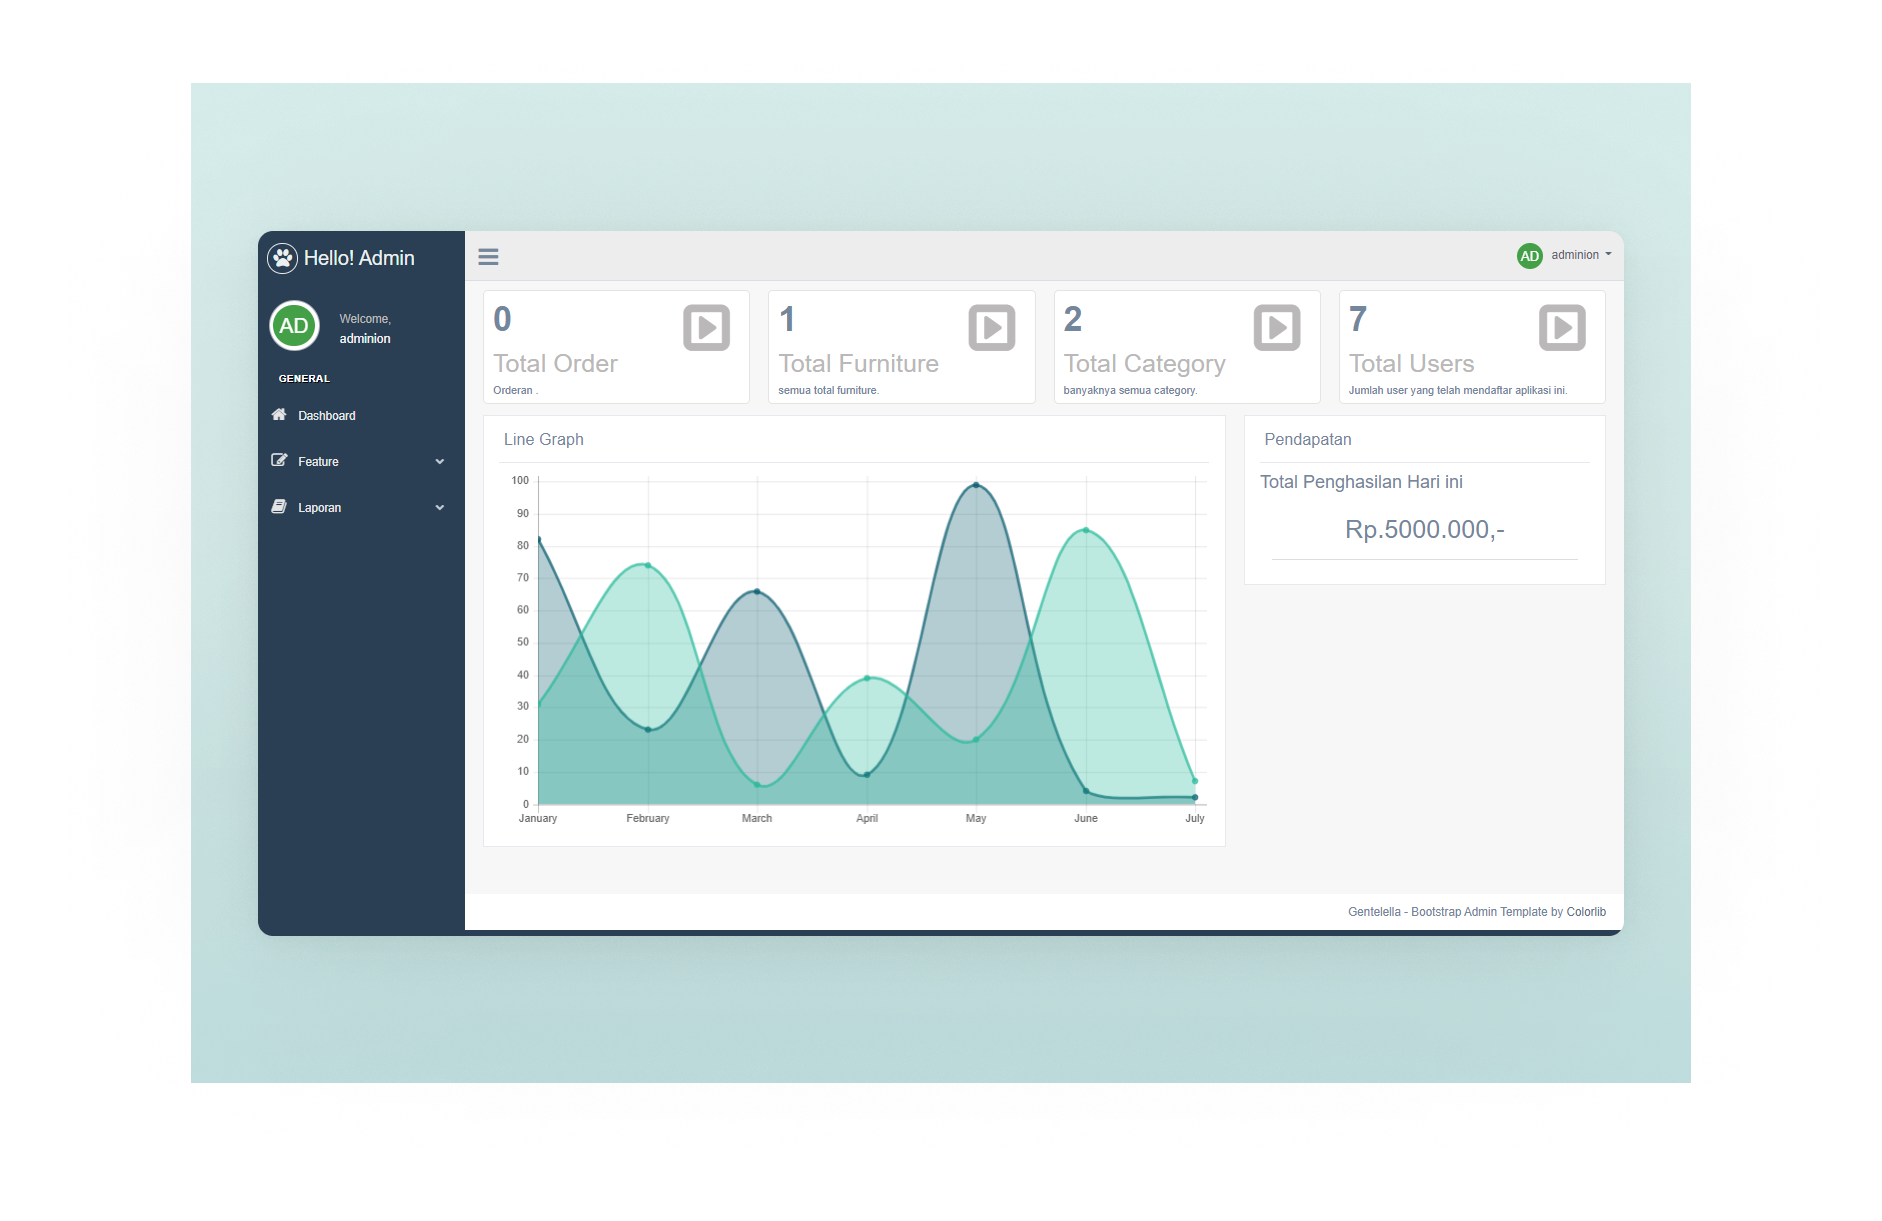 Hello! Admin
AD adminion
AD
Welcome,
adminion
GENERAL
Dashboard
Feature
Laporan
0
Total Order
Orderan .
1
Total Furniture
semua total furniture.
2
Total Category
banyaknya semua category.
7
Total Users
Jumlah user yang telah mendaftar aplikasi ini.
Line Graph
100
90
80
70
60
50
40
30
20
10
0
January February March April May June July
Pendapatan
Total Penghasilan Hari ini
Rp.5000.000,-
Gentelella - Bootstrap Admin Template by Colorlib